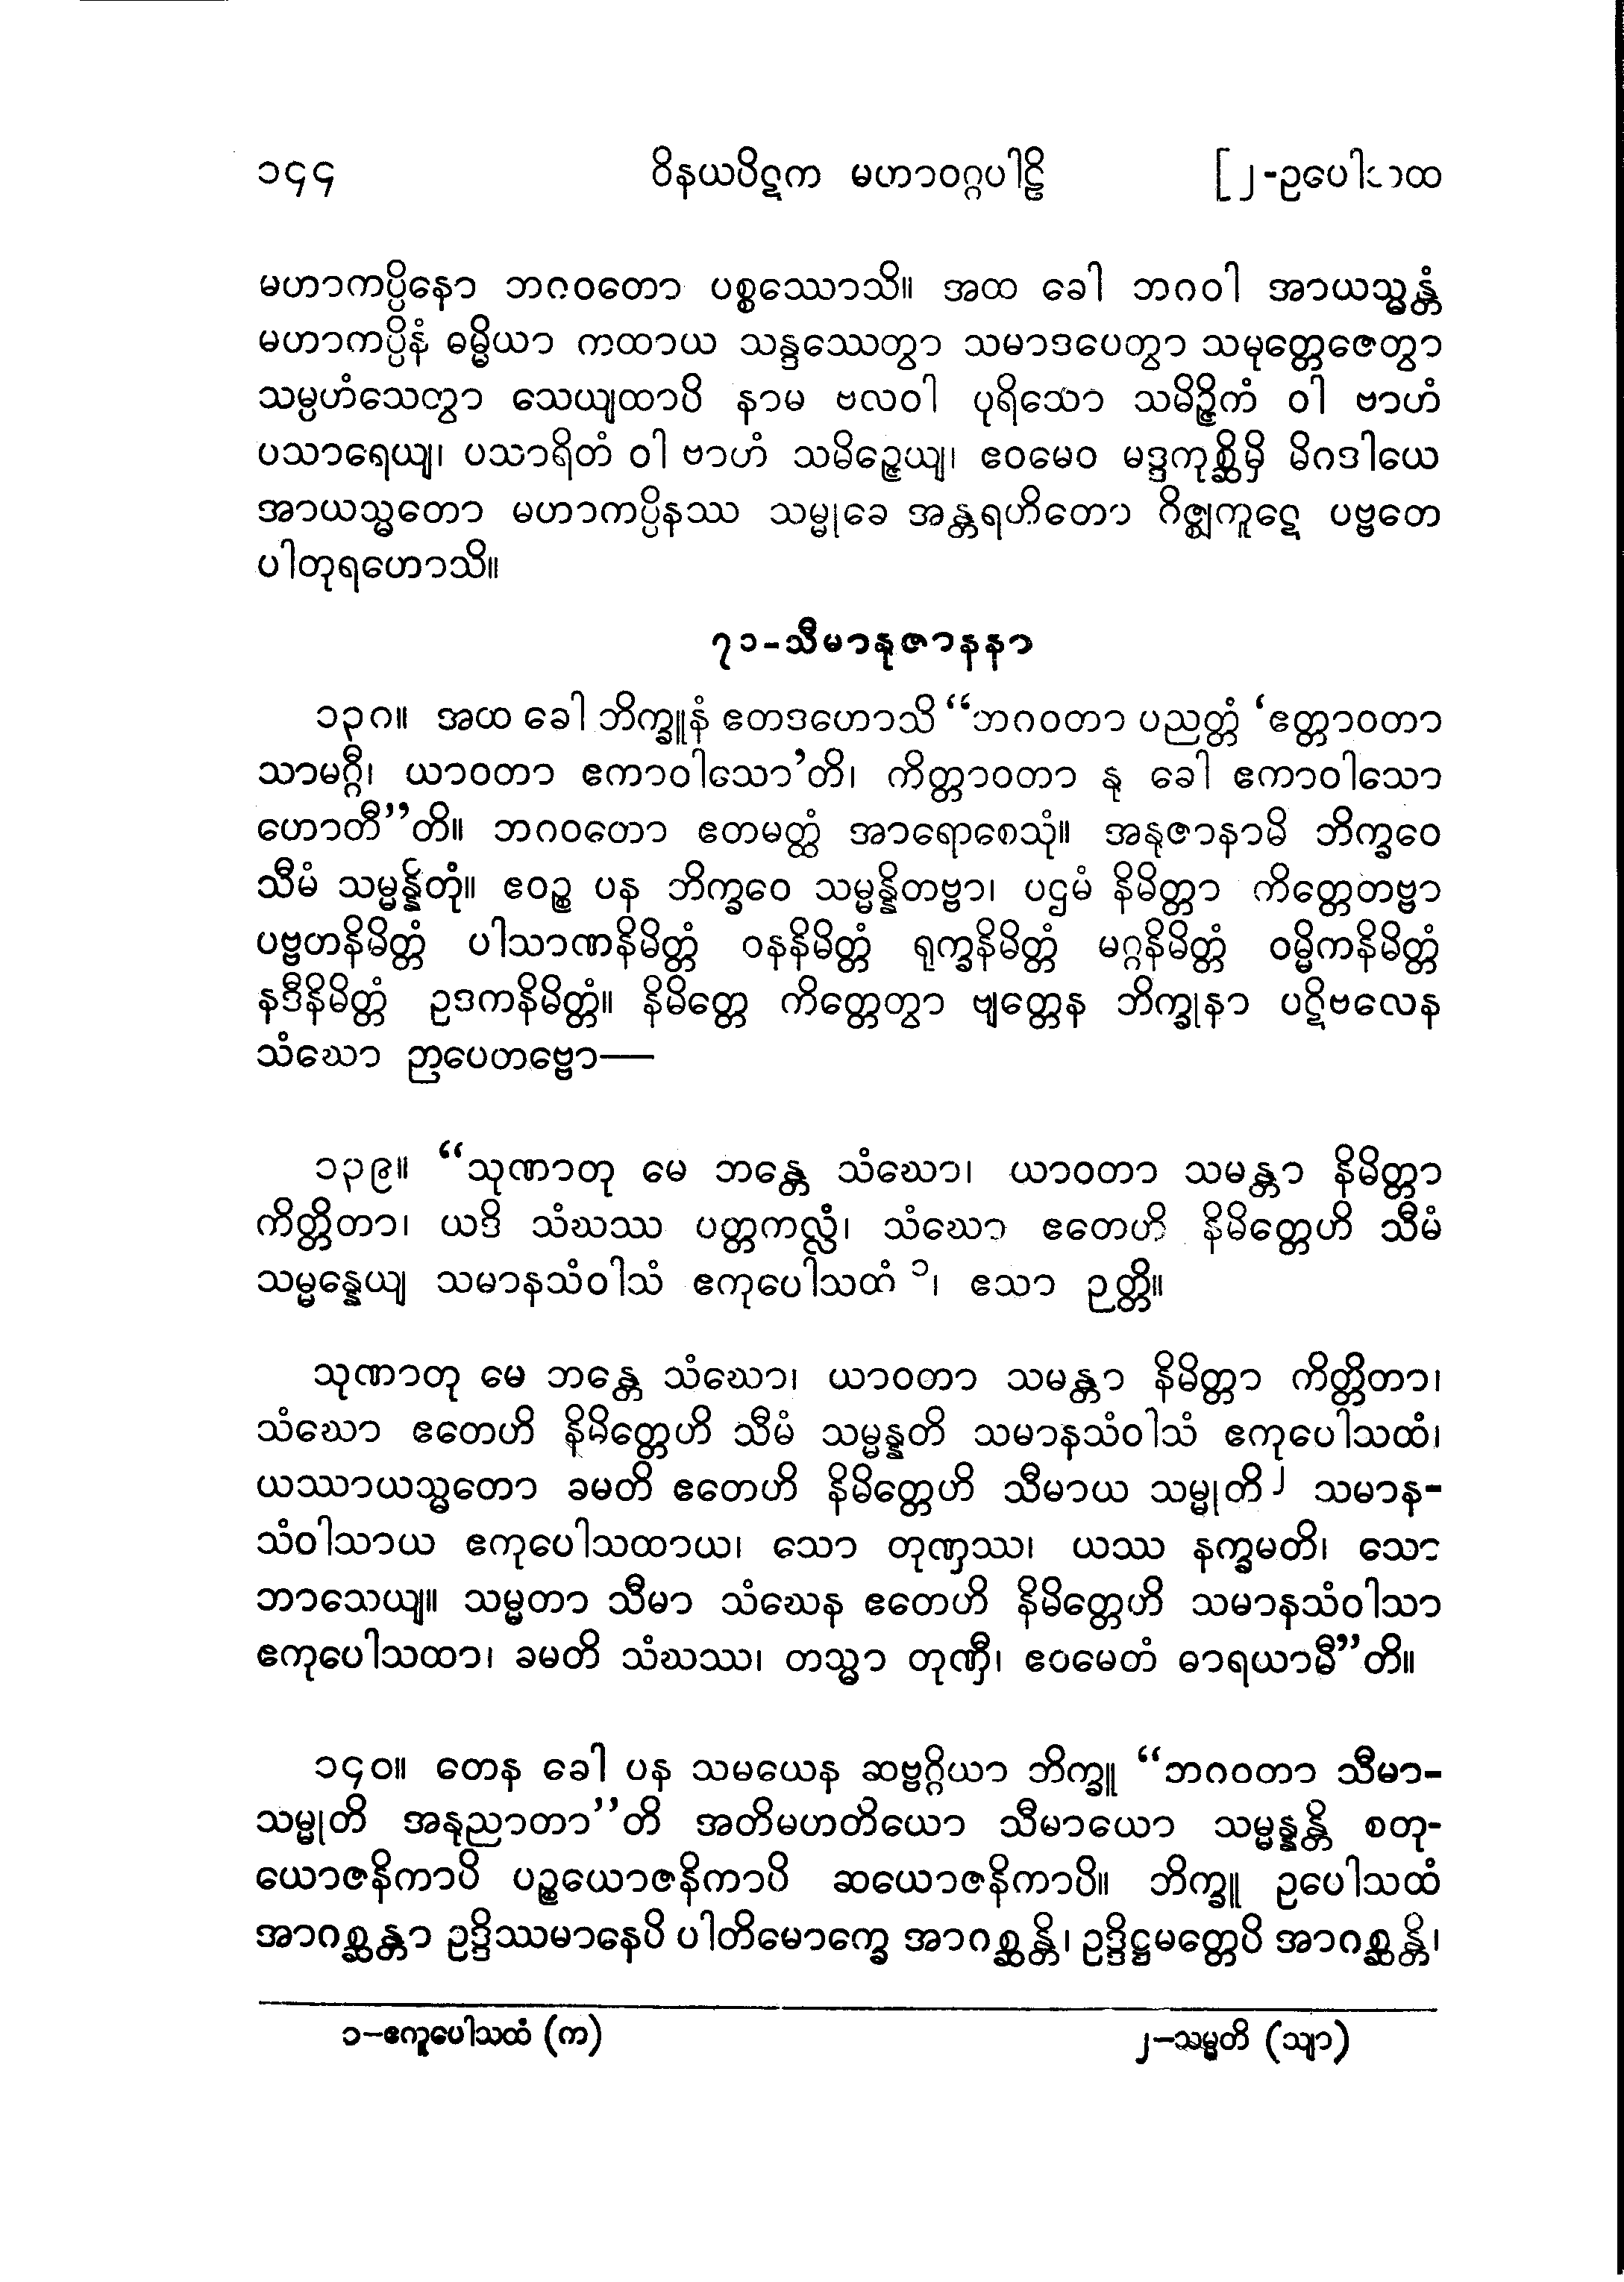 ၁၄၄ ဝိနယပိဋက မဟာဝဂ္ဂပါဠိ [၂-ဥပေါသထ
မဟာကပ္ပိနော ဘဂဝတော ပစ္စဿောသိ။ အထ ခေါ ဘဂဝါ အာယသ္မန္တံ
မဟာကပ္ပိနံ ဓမ္မိယာ ကထာယ သန္ဒဿေတွာ သမာဒပေတွာ သမုတ္တေဇေတွာ
သမ္ပဟံသေတွာ သေယျထာပိ နာမ ဗလဝါ ပုရိသော သမိဉ္ဇိကံ ဝါ ဗာဟံ
ပသာရေယျ၊ ပသာရိတံ ဝါ ဗာဟံ သမိဉ္ဇေယျ၊ ဧဝမေဝ မဒ္ဒကုစ္ဆိမှိ မိဂဒါယေ
အာယသ္မတော မဟာကပ္ပိနဿ သမ္မုခေ အန္တရဟိတော ဂိဇ္ဈကူဋေ ပဗ္ဗတေ
ပါတုရဟောသိ။
၇၁-သီမာနုဇာနနာ
၁၃၈။ အထ ခေါ ဘိက္ခူနံ ဧတဒဟောသိ “ဘဂဝတာ ပညတ္တံ ‘ဧတ္တာဝတာ
သာမဂ္ဂီ၊ ယာဝတာ ဧကာဝါသော’တိ၊ ကိတ္တာဝတာ နု ခေါ ဧကာဝါသော
ဟောတီ”တိ။ ဘဂဝတော ဧတမတ္ထံ အာရောစေသုံ။ အနုဇာနာမိ ဘိက္ခဝေ
သီမံ သမ္မန္နိတုံ။ ဧဝဉ္စ ပန ဘိက္ခဝေ သမ္မန္နိတဗ္ဗာ၊ ပဌမံ နိမိတ္တာ ကိတ္တေတဗ္ဗာ
ပဗ္ဗတနိမိတ္တံ ပါသာဏနိမိတ္တံ ဝနနိမိတ္တံ ရုက္ခနိမိတ္တံ မဂ္ဂနိမိတ္တံ ဝမ္မိကနိမိတ္တံ
နဒီနိမိတ္တံ ဥဒကနိမိတ္တံ။ နိမိတ္တေ ကိတ္တေတွာ ဗျတ္တေန ဘိက္ခုနာ ပဋိဗလေန
သံဃော ဉာပေတဗ္ဗော—
၁၃၉။ “သုဏာတု မေ ဘန္တေ သံဃော၊ ယာဝတာ သမန္တာ နိမိတ္တာ
ကိတ္တိတာ၊ ယဒိ သံဃဿ ပတ္တကလ္လံ၊ သံဃော ဧတေဟိ နိမိတ္တေဟိ သီမံ
သမ္မန္နေယျ သမာနသံဝါသံ ဧကုပေါသထံ ၁၊ ဧသာ ဉတ္တိ။
သုဏာတု မေ ဘန္တေ သံဃော၊ ယာဝတာ သမန္တာ နိမိတ္တာ ကိတ္တိတာ၊
သံဃော ဧတေဟိ နိမိတ္တေဟိ သီမံ သမ္မန္နတိ သမာနသံဝါသံ ဧကုပေါသထံ၊
ယဿာယသ္မတော ခမတိ ဧတေဟိ နိမိတ္တေဟိ သီမာယ သမ္မုတိ ၂ သမာန-
သံဝါသာယ ဧကုပေါသထာယ၊ သော တုဏှဿ၊ ယဿ နက္ခမတိ၊ သော
ဘာသေယျ။ သမ္မတာ သီမာ သံဃေန ဧတေဟိ နိမိတ္တေဟိ သမာနသံဝါသာ
ဧကုပေါသထာ၊ ခမတိ သံဃဿ၊ တသ္မာ တုဏှီ၊ ဧဝမေတံ ဓာရယာမီ”တိ။
၁၄၀။ တေန ခေါ ပန သမယေန ဆဗ္ဗဂ္ဂိယာ ဘိက္ခူ “ဘဂဝတာ သီမာ-
သမ္မုတိ အနုညာတာ”တိ အတိမဟတိယော သီမာယော သမ္မန္နန္တိ စတု-
ယောဇနိကာပိ ပဉ္စယောဇနိကာပိ ဆယောဇနိကာပိ။ ဘိက္ခူ ဥပေါသထံ
အာဂစ္ဆန္တာ ဥဒ္ဒိဿမာနေပိ ပါတိမောက္ခေ အာဂစ္ဆန္တိ၊ ဥဒ္ဒိဋ္ဌမတ္တေပိ အာဂစ္ဆန္တိ၊
၁-ဧကူပေါသထံ (က) ၂-သမ္မတိ (သျာ)